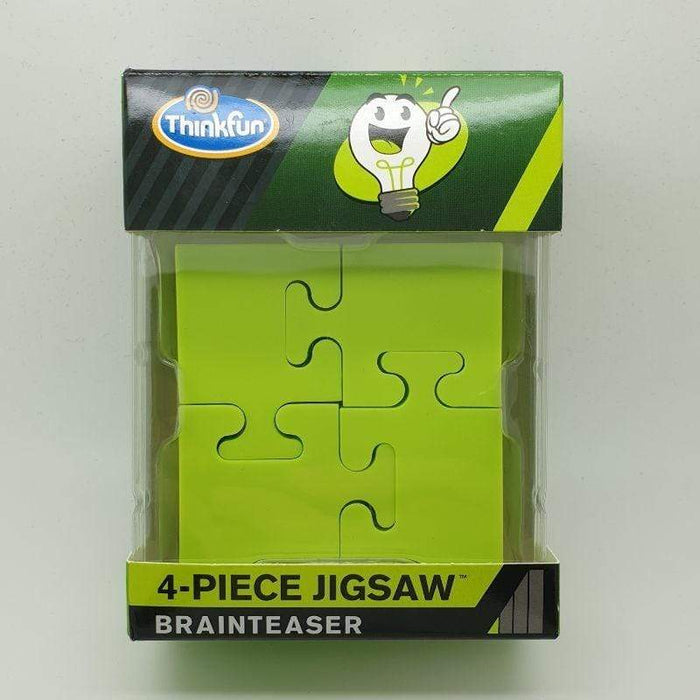 ThinkFun
4-PIECE JIGSAW™
BRAINTEASER